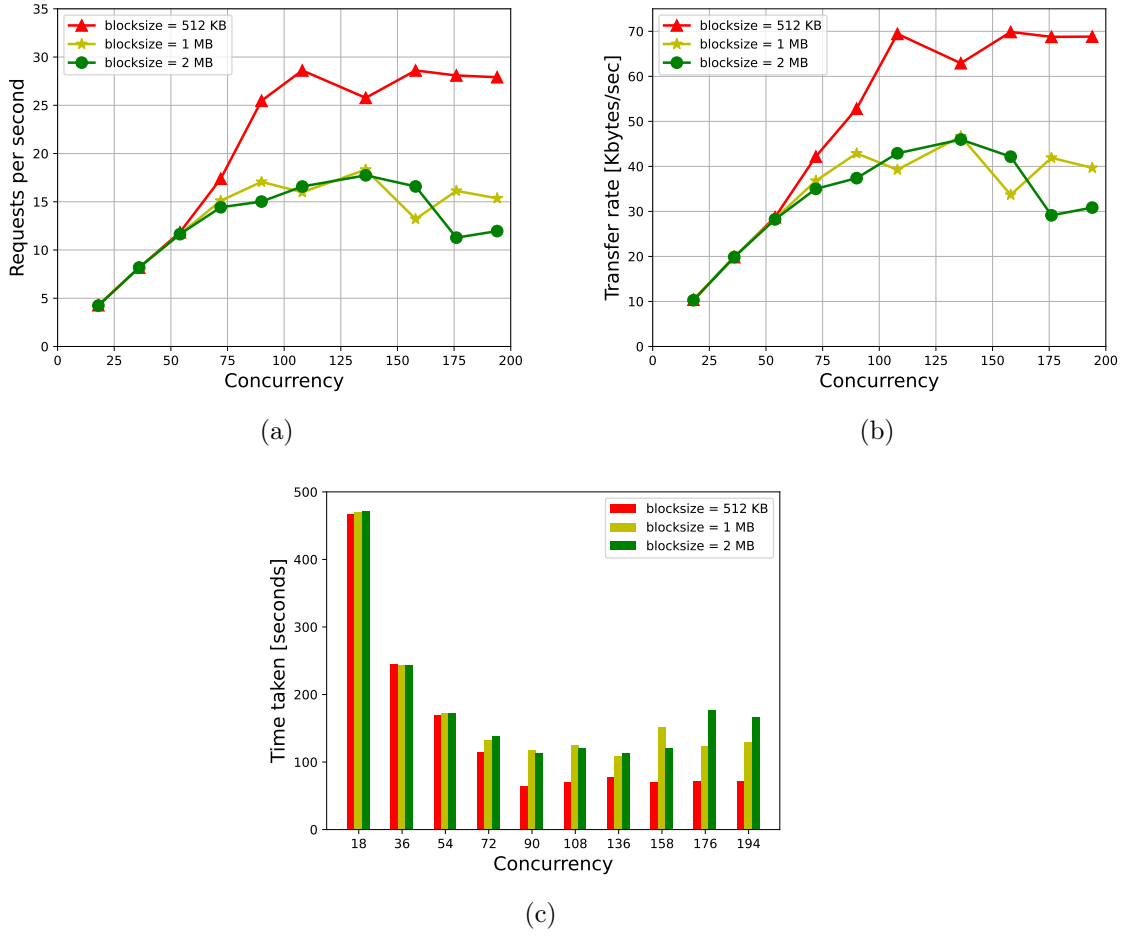 35
30
25
20
15
10
5
0
Requests per second
blocksize = 512 KB
blocksize = 1 MB
blocksize = 2 MB
0 25 50 75 100 125 150 175 200
Concurrency
(a)
70
60
50
40
30
20
10
0
Transfer rate [Kbytes/sec]
blocksize = 512 KB
blocksize = 1 MB
blocksize = 2 MB
0 25 50 75 100 125 150 175 200
Concurrency
(b)
500
400
300
200
100
0
Time taken [seconds]
blocksize = 512 KB
blocksize = 1 MB
blocksize = 2 MB
18 36 54 72 90 108 136 158 176 194
Concurrency
(c)